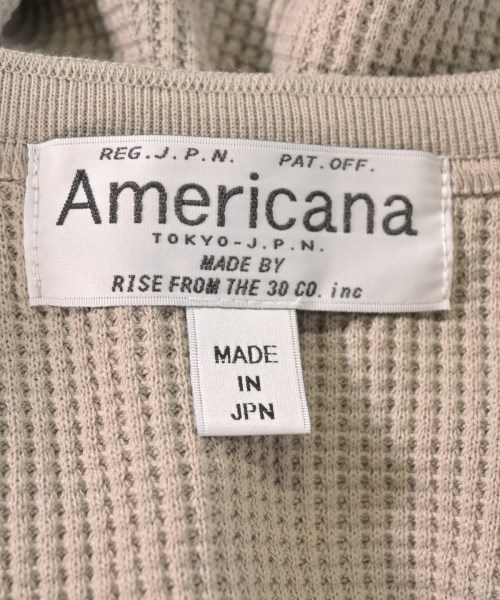 REG.J.P.N. PAT.OFF.
Americana
TOKYO-J.P.N.
MADE BY
RISE FROM THE 30 CO. inc
MADE
IN
JPN